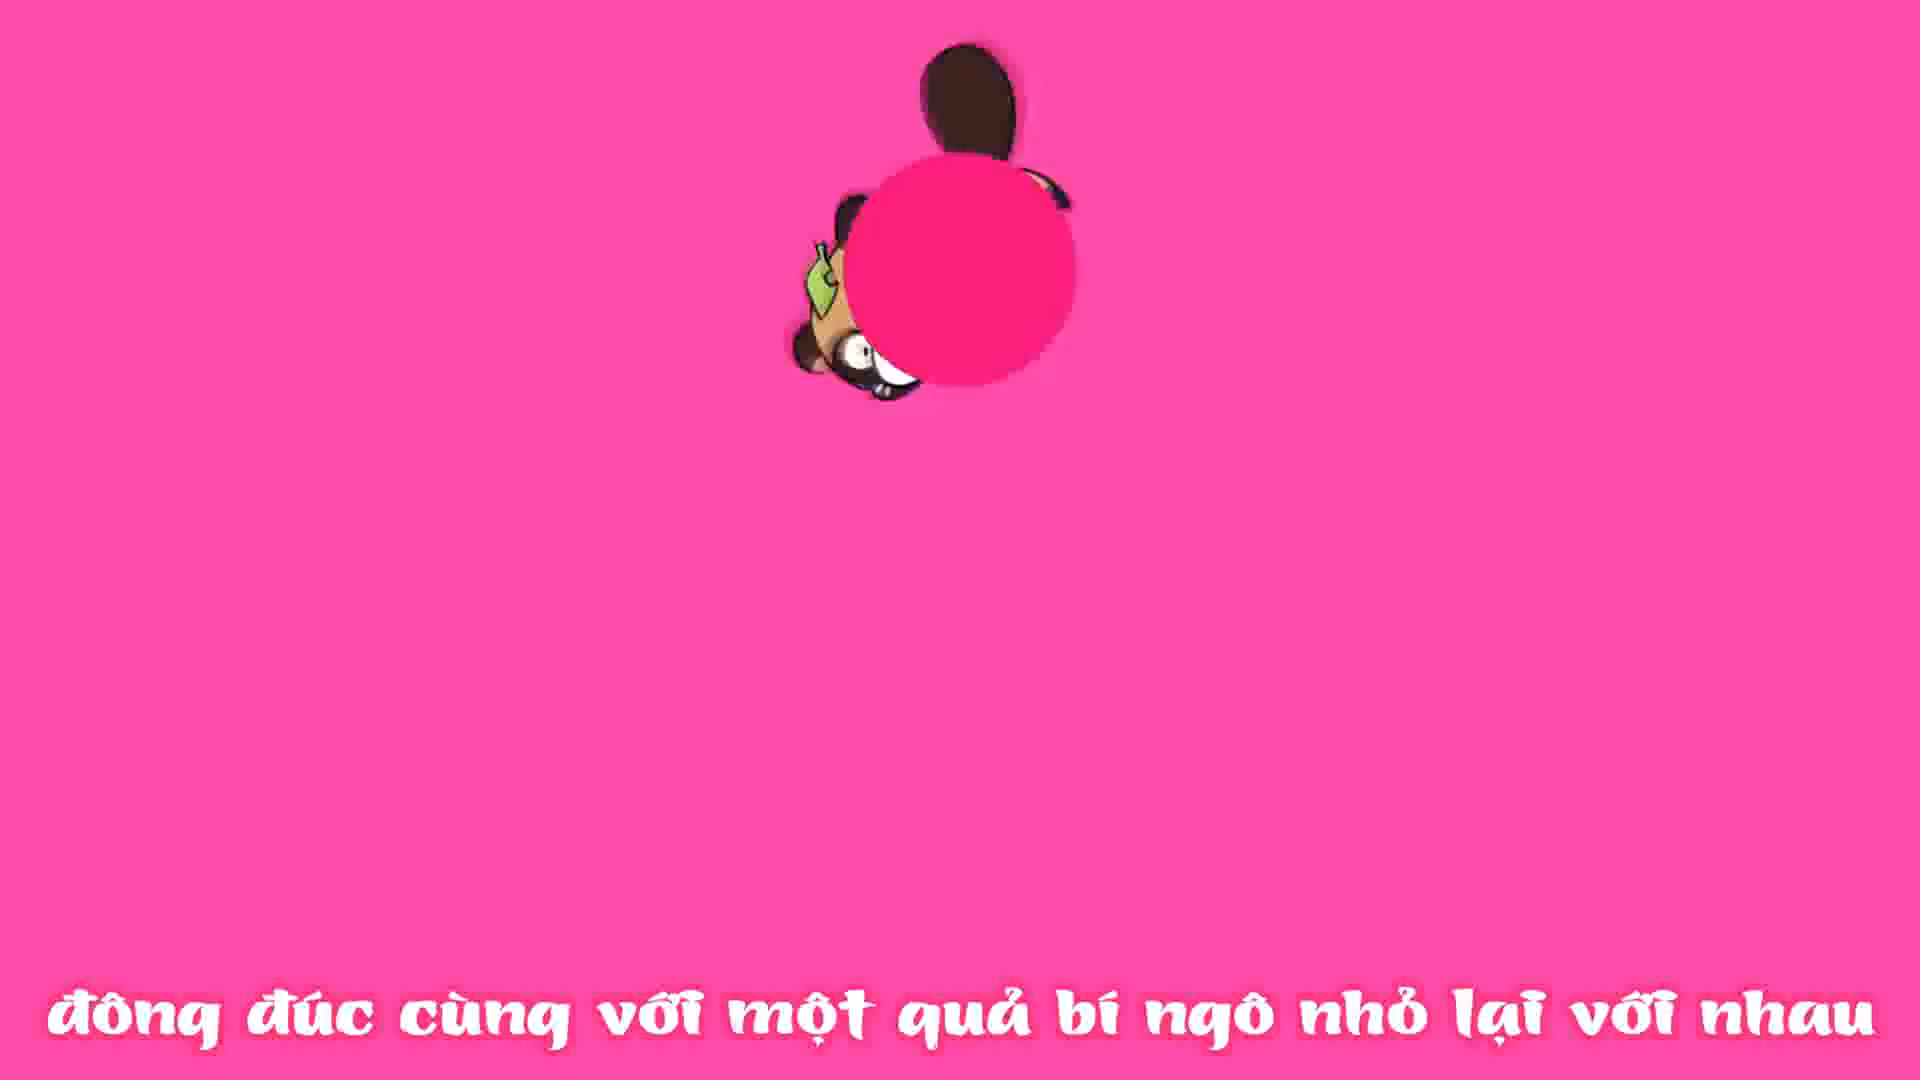 đông đúc cùng với một quả bí ngô nhỏ lại với nhau